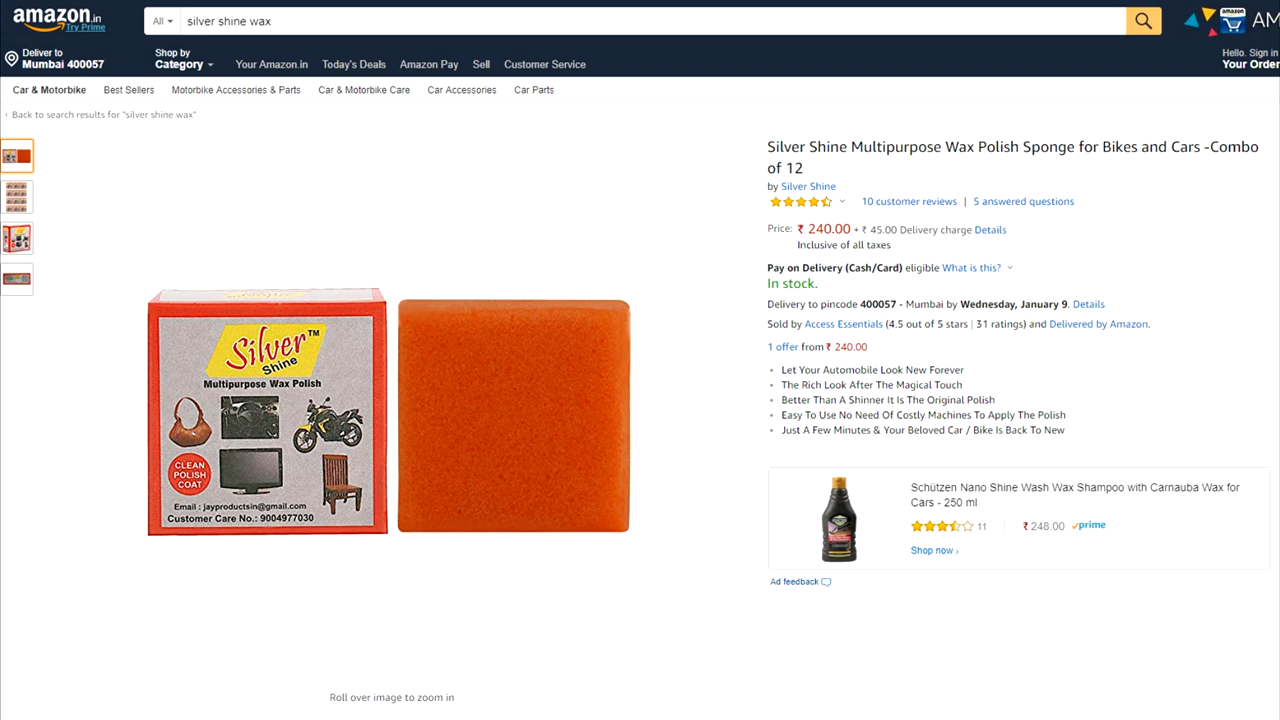 amazon.in
Try Prime
All
silver shine wax
amazon
AM
Deliver to
Mumbai 400057
Shop by
Category
Your Amazon.in
Today's Deals
Amazon Pay
Sell
Customer Service
Hello. Sign in
Your Order
Car & Motorbike
Best Sellers
Motorbike Accessories & Parts
Car & Motorbike Care
Car Accessories
Car Parts
‹ Back to search results for "silver shine wax"
Silver Shine Multipurpose Wax Polish Sponge for Bikes and Cars -Combo
of 12
by Silver Shine
10 customer reviews | 5 answered questions
Price: ₹ 240.00 + ₹ 45.00 Delivery charge Details
Inclusive of all taxes
Pay on Delivery (Cash/Card) eligible What is this?
In stock.
Delivery to pincode 400057 - Mumbai by Wednesday, January 9. Details
Sold by Access Essentials (4.5 out of 5 stars | 31 ratings) and Delivered by Amazon.
1 offer from ₹ 240.00
• Let Your Automobile Look New Forever
• The Rich Look After The Magical Touch
• Better Than A Shinner It Is The Original Polish
• Easy To Use No Need Of Costly Machines To Apply The Polish
• Just A Few Minutes & Your Beloved Car / Bike Is Back To New
Silver™
Shine
Multipurpose Wax Polish
CLEAN
POLISH
COAT
Email : jayproductsin@gmail.com
Customer Care No.: 9004977030
Schützen Nano Shine Wash Wax Shampoo with Carnauba Wax for
Cars - 250 ml
11
₹ 248.00 prime
Shop now ›
Ad feedback
Roll over image to zoom in